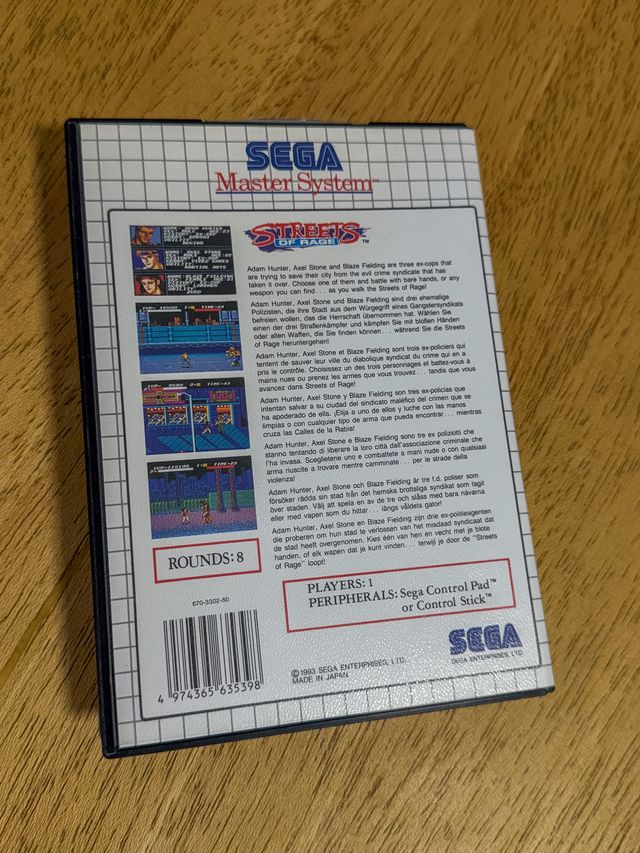 SEGA
Master System™
STREETS
OF RAGE™
Adam Hunter, Axel Stone and Blaze Fielding are three ex-cops that
are trying to save their city from the evil crime syndicate that has
taken it over. Choose one of them and battle with bare hands, or any
weapon you can find... as you walk the Streets of Rage!
Adam Hunter, Axel Stone und Blaze Fielding sind drei ehemalige
Polizisten, die ihre Stadt aus dem Würgegriff eines Gangstersyndikats
befreien wollen, das die Herrschaft übernommen hat. Wählen Sie
einen der drei Straßenkämpfer und kämpfen Sie mit bloßen Händen
oder allen Waffen, die Sie finden können... während Sie die Streets
of Rage heruntergehen!
Adam Hunter, Axel Stone et Blaze Fielding sont trois ex-policiers qui
tentent de sauver leur ville du diabolique syndicat du crime qui en a
pris le contrôle. Choisissez un des trois personnages et battez-vous à
mains nues ou prenez les armes que vous trouvez... tandis que vous
avancez dans Streets of Rage!
Adam Hunter, Axel Stone y Blaze Fielding son tres ex-policías que
intentan salvar a su ciudad del sindicato maléfico del crimen que se
ha apoderado de ella. ¡Elija a uno de ellos y luche con las manos
limpias o con cualquier tipo de arma que pueda encontrar... mientras
cruza las Calles de la Rabia!
Adam Hunter, Axel Stone e Blaze Fielding sono tre ex poliziotti che
stanno tentando di liberare la loro città dall'associazione criminale che
l'ha invasa. Sceglietene uno e combattete a mani nude o con qualsiasi
arma riuscite a trovare mentre camminate... per le strade della
violenza!
Adam Hunter, Axel Stone och Blaze Fielding är tre f.d. poliser som
försöker rädda sin stad från det hemska brottsliga syndikat som tagit
över staden. Välj att spela en av de tre och slåss med bara nävarna
eller med vapen som du hittar... längs våldets gator!
Adam Hunter, Axel Stone en Blaze Fielding zijn drie ex-politieagenten
die proberen om hun stad te verlossen van het misdaad syndicaat dat
de stad heeft overgenomen. Kies één van hen en vecht met je blote
handen, of elk wapen dat je kunt vinden... terwijl je door de "Streets
of Rage" loopt!
ROUNDS: 8
PLAYERS: 1
PERIPHERALS: Sega Control Pad™
or Control Stick™
670-3302-50
4 974365 635398
© 1993 SEGA ENTERPRISES, LTD.
MADE IN JAPAN
SEGA
SEGA ENTERPRISES, LTD.